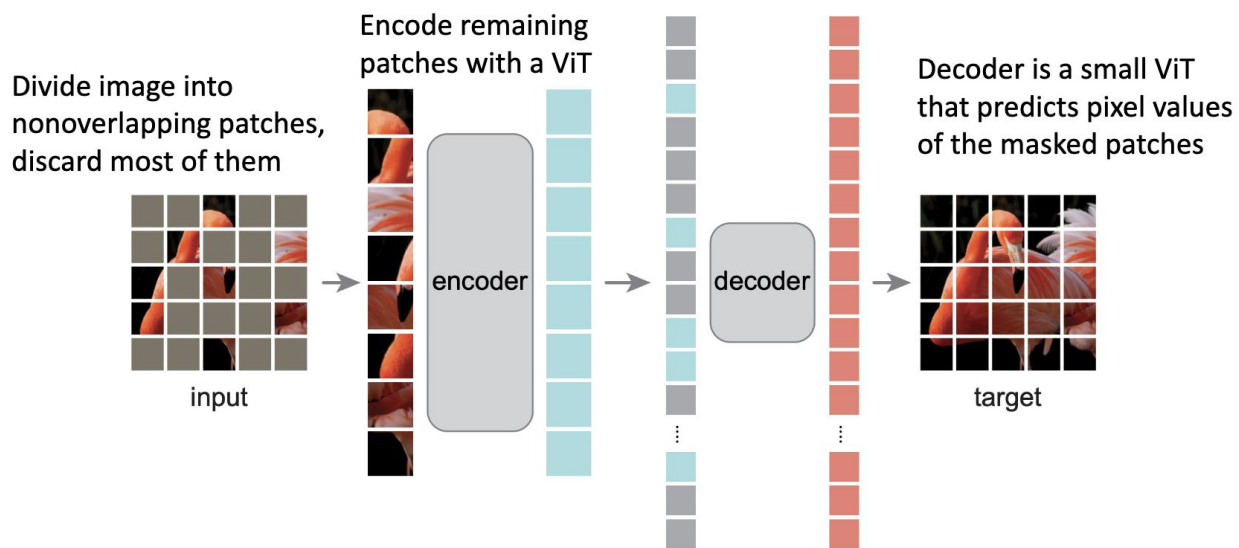 Divide image into
nonoverlapping patches,
discard most of them
input
Encode remaining
patches with a ViT
encoder
decoder
Decoder is a small ViT
that predicts pixel values
of the masked patches
target